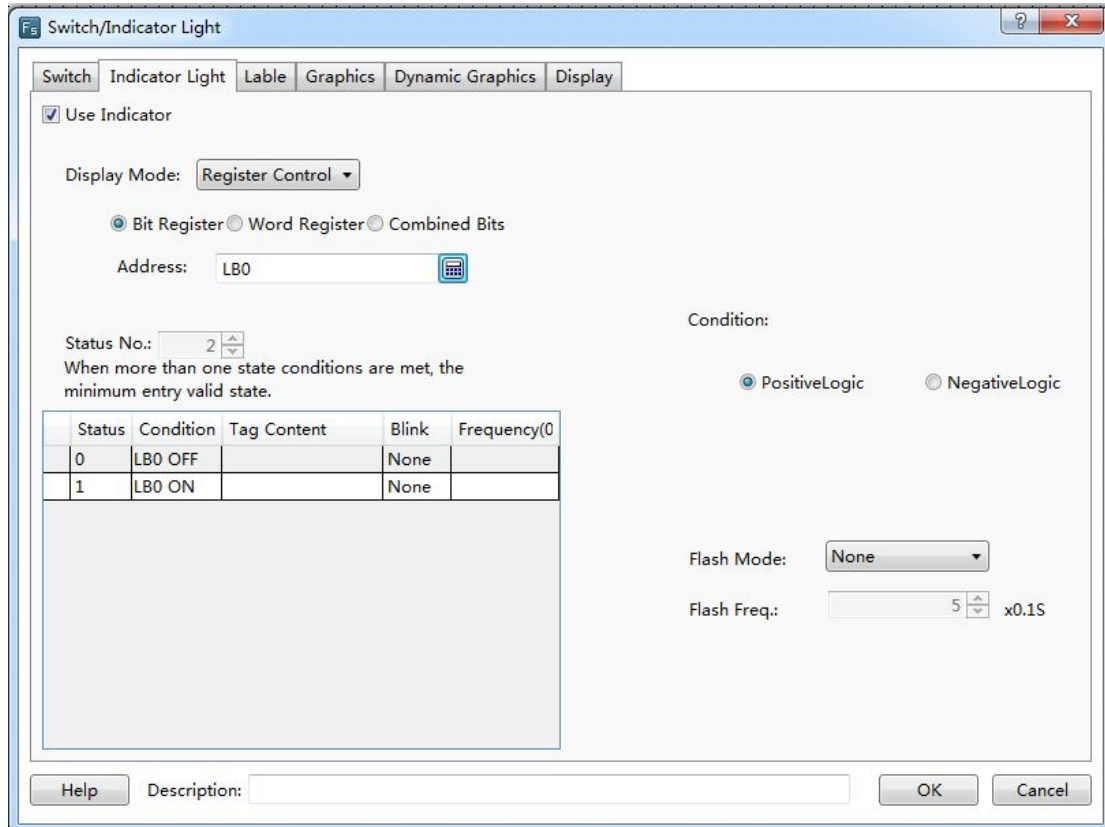 Fs Switch/Indicator Light
Switch Indicator Light Lable Graphics Dynamic Graphics Display
Use Indicator
Display Mode: Register Control
Bit Register Word Register Combined Bits
Address: LB0
Condition:
Status No.: 2
When more than one state conditions are met, the
minimum entry valid state.
PositiveLogic NegativeLogic
Status Condition Tag Content Blink Frequency(0
0 LB0 OFF None
1 LB0 ON None
Flash Mode: None
Flash Freq.: 5 x0.1S
Help Description: OK Cancel